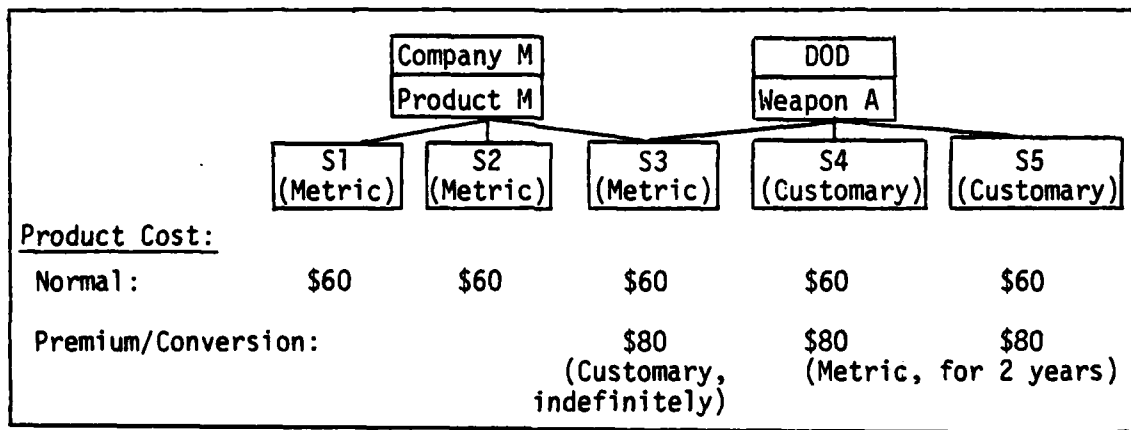 Company M DOD
Product M Weapon A
S1 S2 S3 S4 S5
(Metric) (Metric) (Metric) (Customary) (Customary)
Product Cost:
Normal: $60 $60 $60 $60 $60
Premium/Conversion: $80 $80 $80
(Customary, (Metric, for 2 years)
indefinitely)